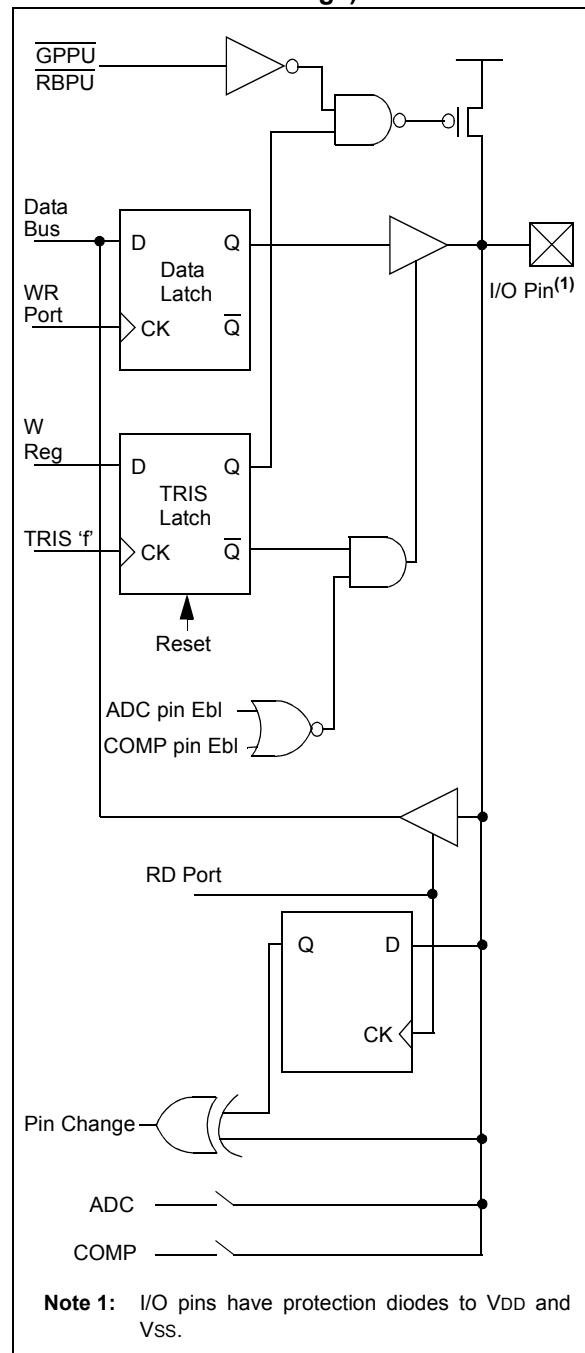 GPPU
RBPU
Data
Bus
D Q
Data
Latch
WR
Port
CK Q
I/O Pin(1)
W
Reg
D Q
TRIS
Latch
TRIS ‘f’
CK Q
Reset
ADC pin Ebl
COMP pin Ebl
RD Port
Q D
CK
Pin Change
ADC
COMP
Note 1: I/O pins have protection diodes to VDD and
VSS.